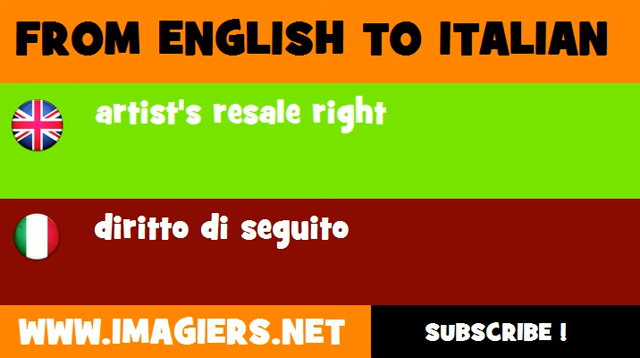 FROM ENGLISH TO ITALIAN
artist's resale right
diritto di seguito
WWW.IMAGIERS.NET
SUBSCRIBE !